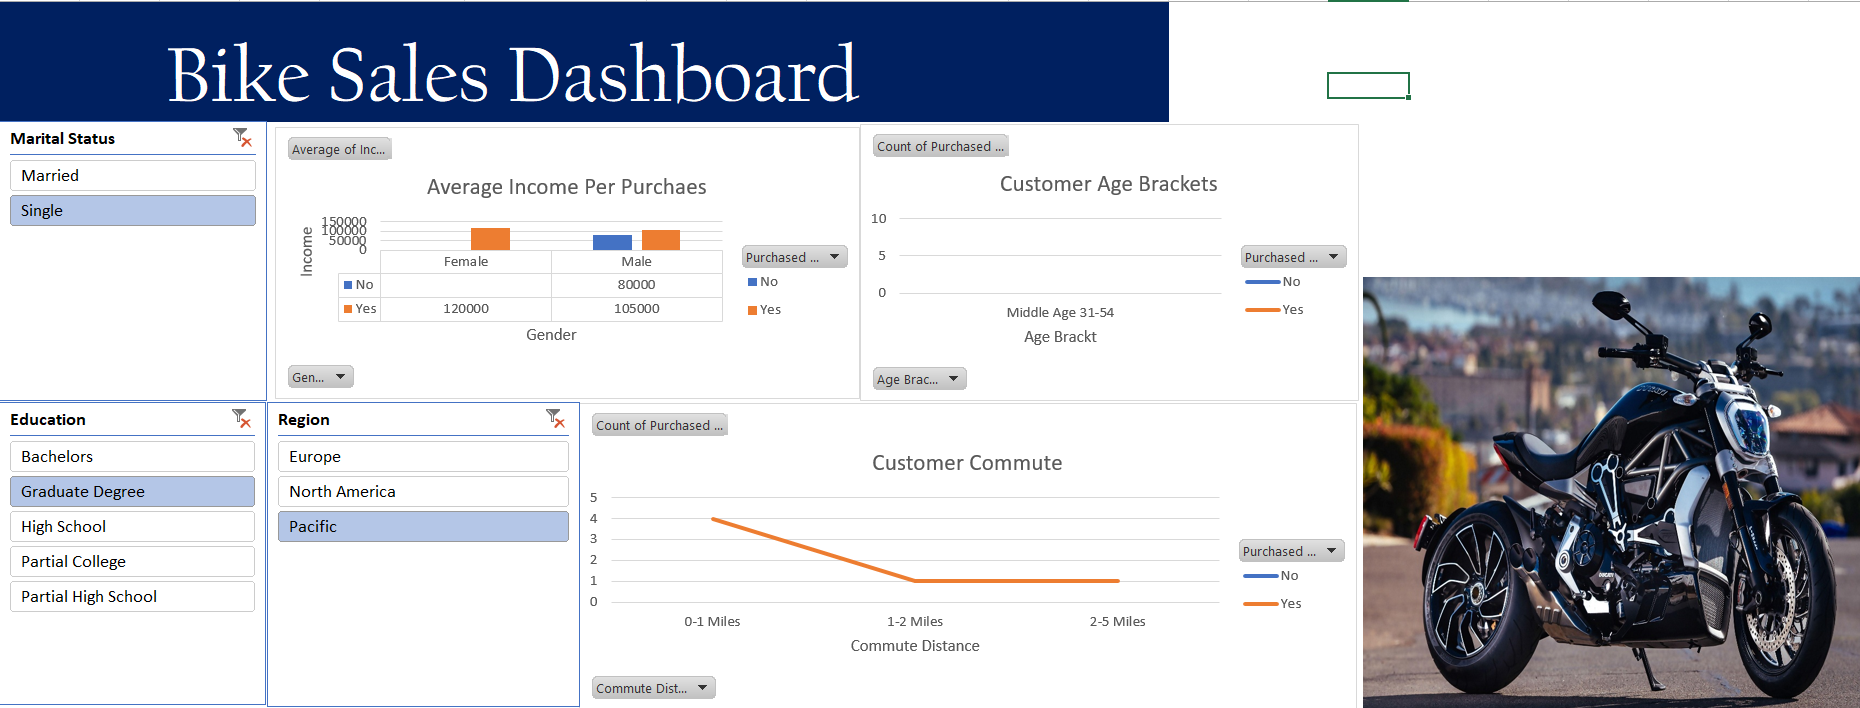 Bike Sales Dashboard
Marital Status
Married
Single
Average of Inc...
Average Income Per Purchaes
150000
100000
50000
0
Income
Female Male
No 80000
Yes 120000 105000
Gender
Purchased ...
No
Yes
Gen...
Count of Purchased ...
Customer Age Brackets
10
5
0
Middle Age 31-54
Age Brackt
Purchased ...
No
Yes
Age Brac...
Education
Bachelors
Graduate Degree
High School
Partial College
Partial High School
Region
Europe
North America
Pacific
Count of Purchased ...
Customer Commute
5
4
3
2
1
0
0-1 Miles 1-2 Miles 2-5 Miles
Commute Distance
Purchased ...
No
Yes
Commute Dist...
DUCATI
DUCATI